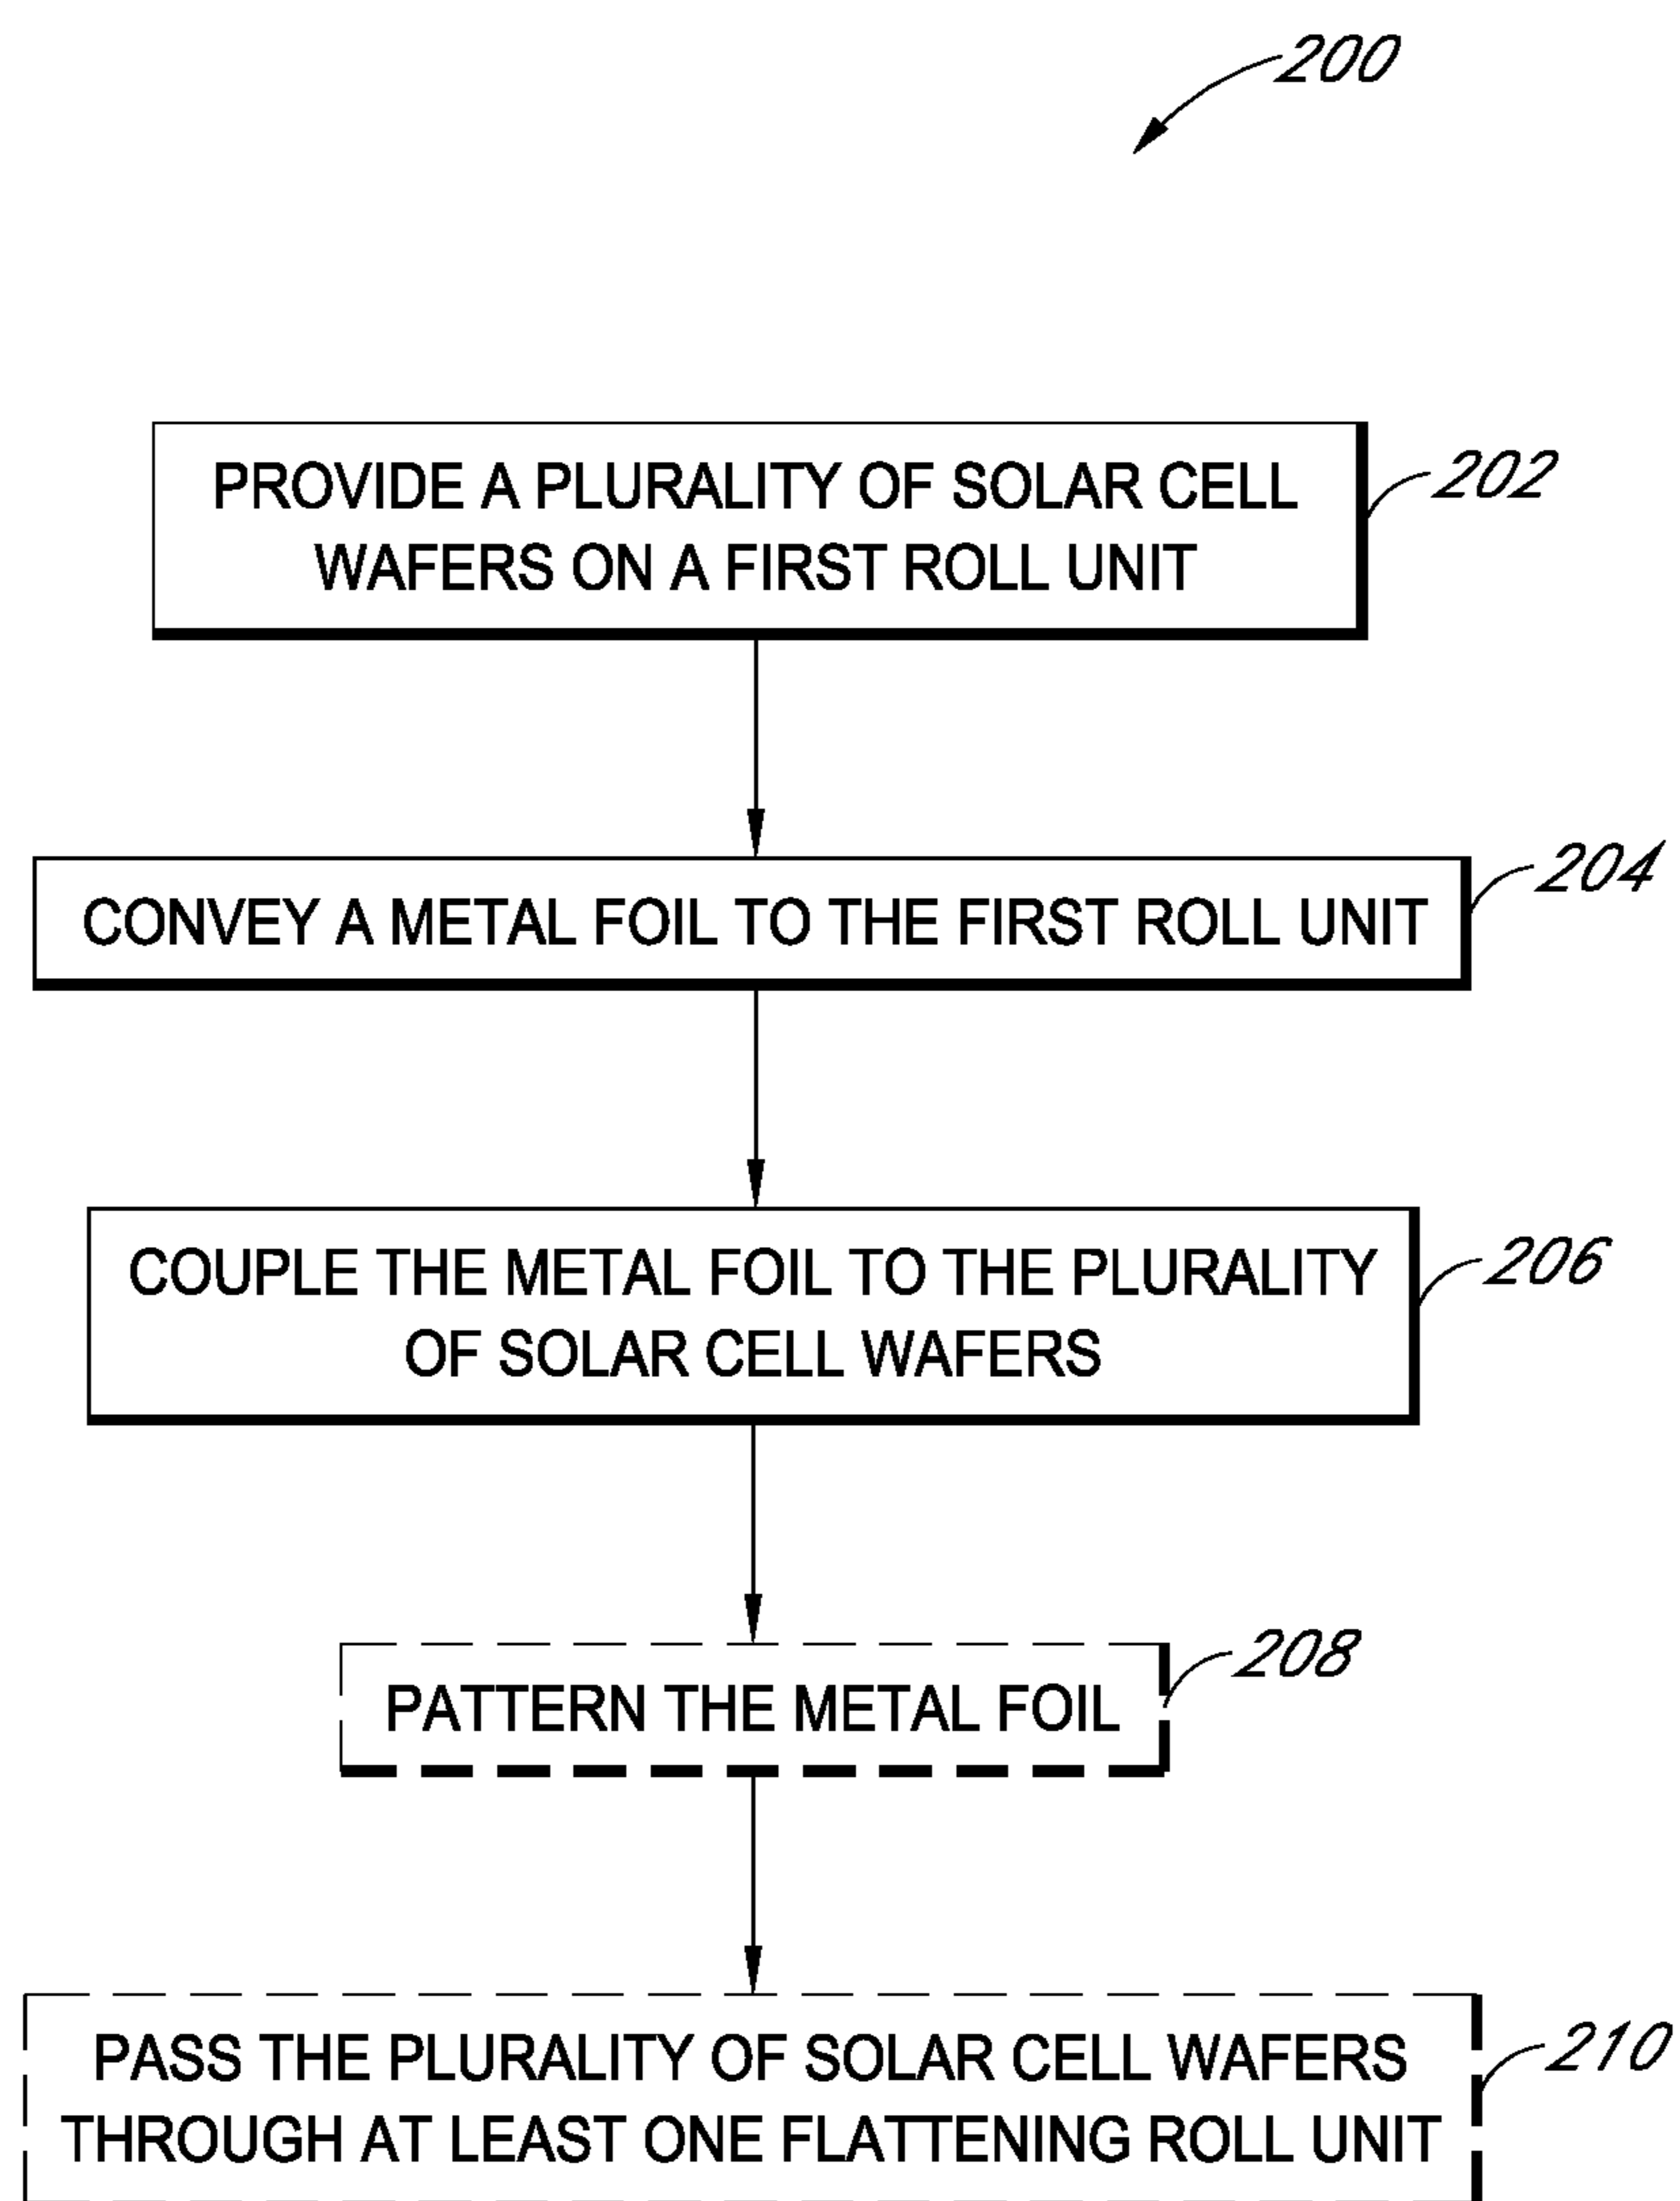 200
PROVIDE A PLURALITY OF SOLAR CELL
WAFERS ON A FIRST ROLL UNIT
202
CONVEY A METAL FOIL TO THE FIRST ROLL UNIT
204
COUPLE THE METAL FOIL TO THE PLURALITY
OF SOLAR CELL WAFERS
206
PATTERN THE METAL FOIL
208
PASS THE PLURALITY OF SOLAR CELL WAFERS
THROUGH AT LEAST ONE FLATTENING ROLL UNIT
210